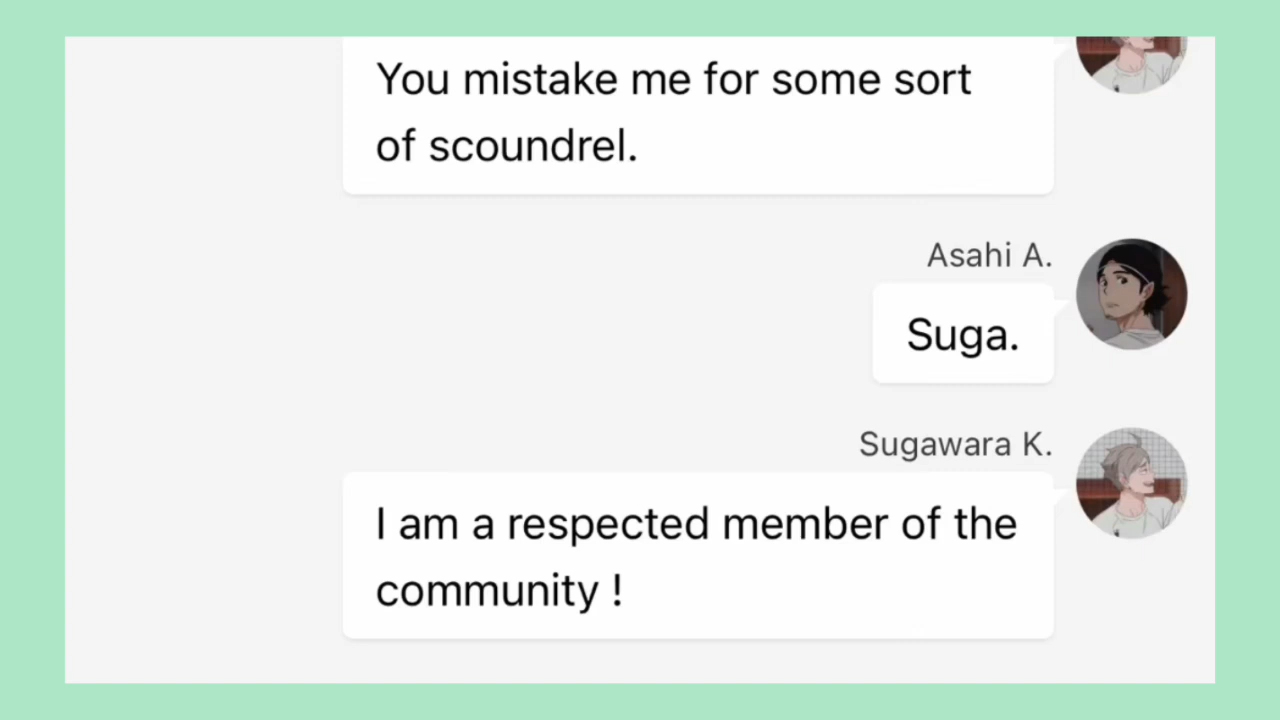 You mistake me for some sort
of scoundrel.
Asahi A.
Suga.
Sugawara K.
I am a respected member of the
community !